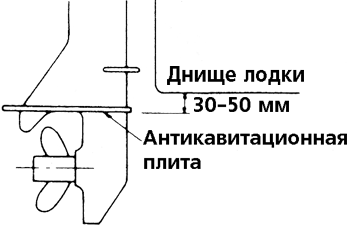 Днище лодки
30–50 мм
Антикавитационная
плита